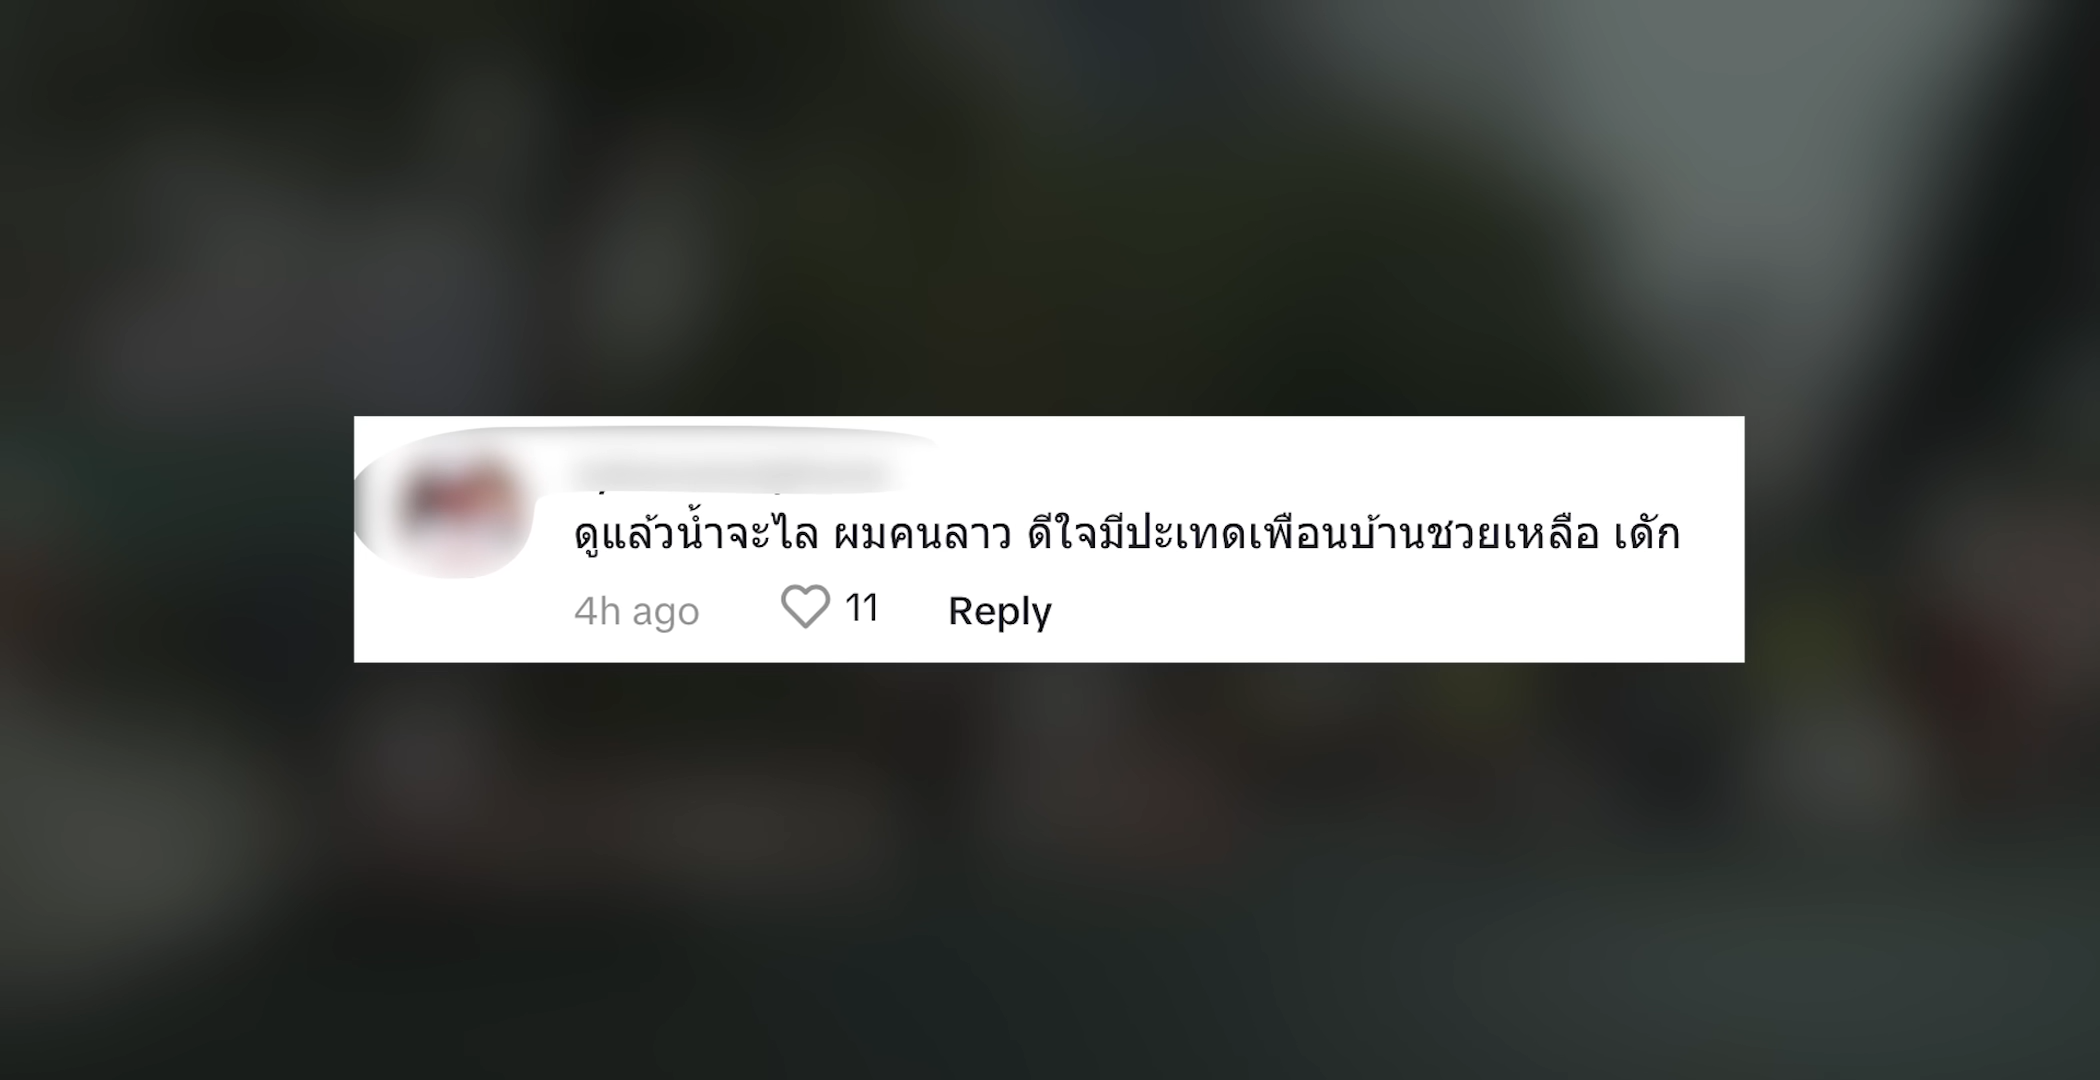 ดูแล้วน้ำจะไล ผมคนลาว ดีใจมีปะเทดเพือนบ้านชวยเหลือ เดัก
4h ago 11 Reply